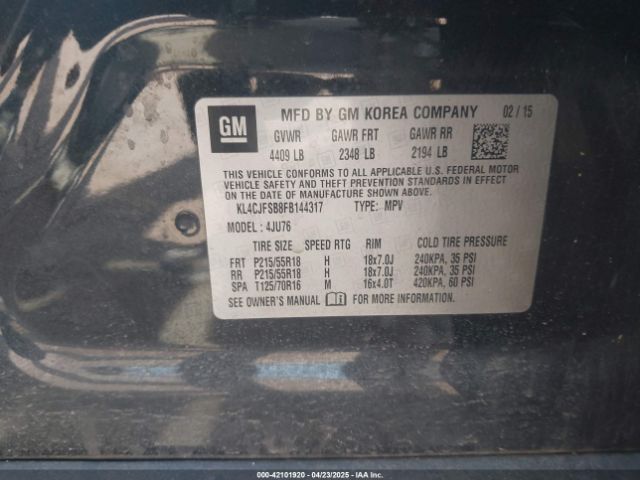 GM
MFD BY GM KOREA COMPANY 02 / 15
GVWR GAWR FRT GAWR RR
4409 LB 2348 LB 2194 LB
THIS VEHICLE CONFORMS TO ALL APPLICABLE U.S. FEDERAL MOTOR
VEHICLE SAFETY AND THEFT PREVENTION STANDARDS IN EFFECT
ON THE DATE OF MANUFACTURE SHOWN ABOVE.
KL4CJFSB8FB144317 TYPE: MPV
MODEL: 4JU76
TIRE SIZE SPEED RTG RIM COLD TIRE PRESSURE
FRT P215/55R18 H 18x7.0J 240KPA, 35 PSI
RR P215/55R18 H 18x7.0J 240KPA, 35 PSI
SPA T125/70R16 M 16x4.0T 420KPA, 60 PSI
SEE OWNER'S MANUAL FOR MORE INFORMATION.
000-42101920 - 04/23/2025 - IAAI, Inc.